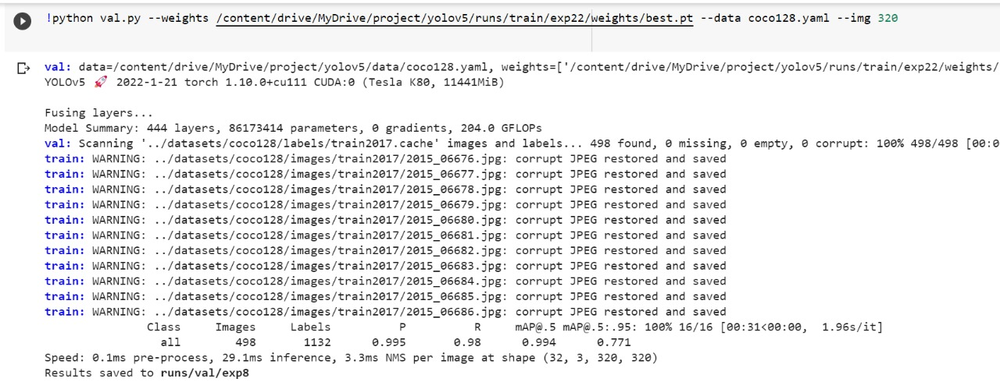 !python val.py --weights /content/drive/MyDrive/project/yolov5/runs/train/exp22/weights/best.pt --data coco128.yaml --img 320
val: data=/content/drive/MyDrive/project/yolov5/data/coco128.yaml, weights=['/content/drive/MyDrive/project/yolov5/runs/train/exp22/weights/
YOLOv5 🚀 2022-1-21 torch 1.10.0+cu111 CUDA:0 (Tesla K80, 11441MiB)
Fusing layers...
Model Summary: 444 layers, 86173414 parameters, 0 gradients, 204.0 GFLOPs
val: Scanning '../datasets/coco128/labels/train2017.cache' images and labels... 498 found, 0 missing, 0 empty, 0 corrupt: 100% 498/498 [00:0
train: WARNING: ../datasets/coco128/images/train2017/2015_06676.jpg: corrupt JPEG restored and saved
train: WARNING: ../datasets/coco128/images/train2017/2015_06677.jpg: corrupt JPEG restored and saved
train: WARNING: ../datasets/coco128/images/train2017/2015_06678.jpg: corrupt JPEG restored and saved
train: WARNING: ../datasets/coco128/images/train2017/2015_06679.jpg: corrupt JPEG restored and saved
train: WARNING: ../datasets/coco128/images/train2017/2015_06680.jpg: corrupt JPEG restored and saved
train: WARNING: ../datasets/coco128/images/train2017/2015_06681.jpg: corrupt JPEG restored and saved
train: WARNING: ../datasets/coco128/images/train2017/2015_06682.jpg: corrupt JPEG restored and saved
train: WARNING: ../datasets/coco128/images/train2017/2015_06683.jpg: corrupt JPEG restored and saved
train: WARNING: ../datasets/coco128/images/train2017/2015_06684.jpg: corrupt JPEG restored and saved
train: WARNING: ../datasets/coco128/images/train2017/2015_06685.jpg: corrupt JPEG restored and saved
train: WARNING: ../datasets/coco128/images/train2017/2015_06686.jpg: corrupt JPEG restored and saved
Class Images Labels P R mAP@.5 mAP@.5:.95: 100% 16/16 [00:31<00:00, 1.96s/it]
all 498 1132 0.995 0.98 0.994 0.771
Speed: 0.1ms pre-process, 29.1ms inference, 3.3ms NMS per image at shape (32, 3, 320, 320)
Results saved to runs/val/exp8